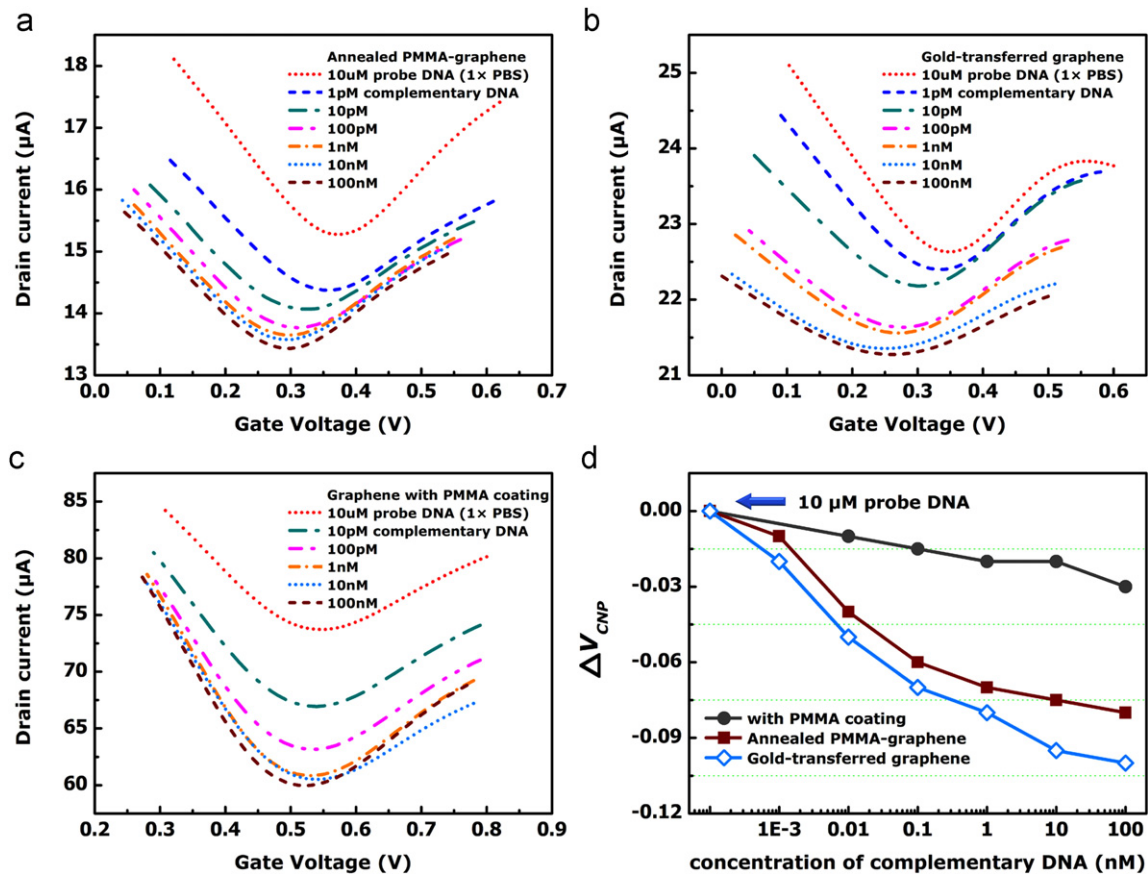 a
Annealed PMMA-graphene
10uM probe DNA (1× PBS)
1pM complementary DNA
10pM
100pM
1nM
10nM
100nM
18
17
16
15
14
13
Drain current (µA)
0.0 0.1 0.2 0.3 0.4 0.5 0.6 0.7
Gate Voltage (V)
b
Gold-transferred graphene
10uM probe DNA (1× PBS)
1pM complementary DNA
10pM
100pM
1nM
10nM
100nM
25
24
23
22
21
Drain current (µA)
0.0 0.1 0.2 0.3 0.4 0.5 0.6
Gate Voltage (V)
c
Graphene with PMMA coating
10uM probe DNA (1× PBS)
10pM complementary DNA
100pM
1nM
10nM
100nM
85
80
75
70
65
60
Drain current (µA)
0.2 0.3 0.4 0.5 0.6 0.7 0.8 0.9
Gate Voltage (V)
d
10 µM probe DNA
0.00
-0.03
-0.06
-0.09
-0.12
ΔVCNP
with PMMA coating
Annealed PMMA-graphene
Gold-transferred graphene
1E-3 0.01 0.1 1 10 100
concentration of complementary DNA (nM)